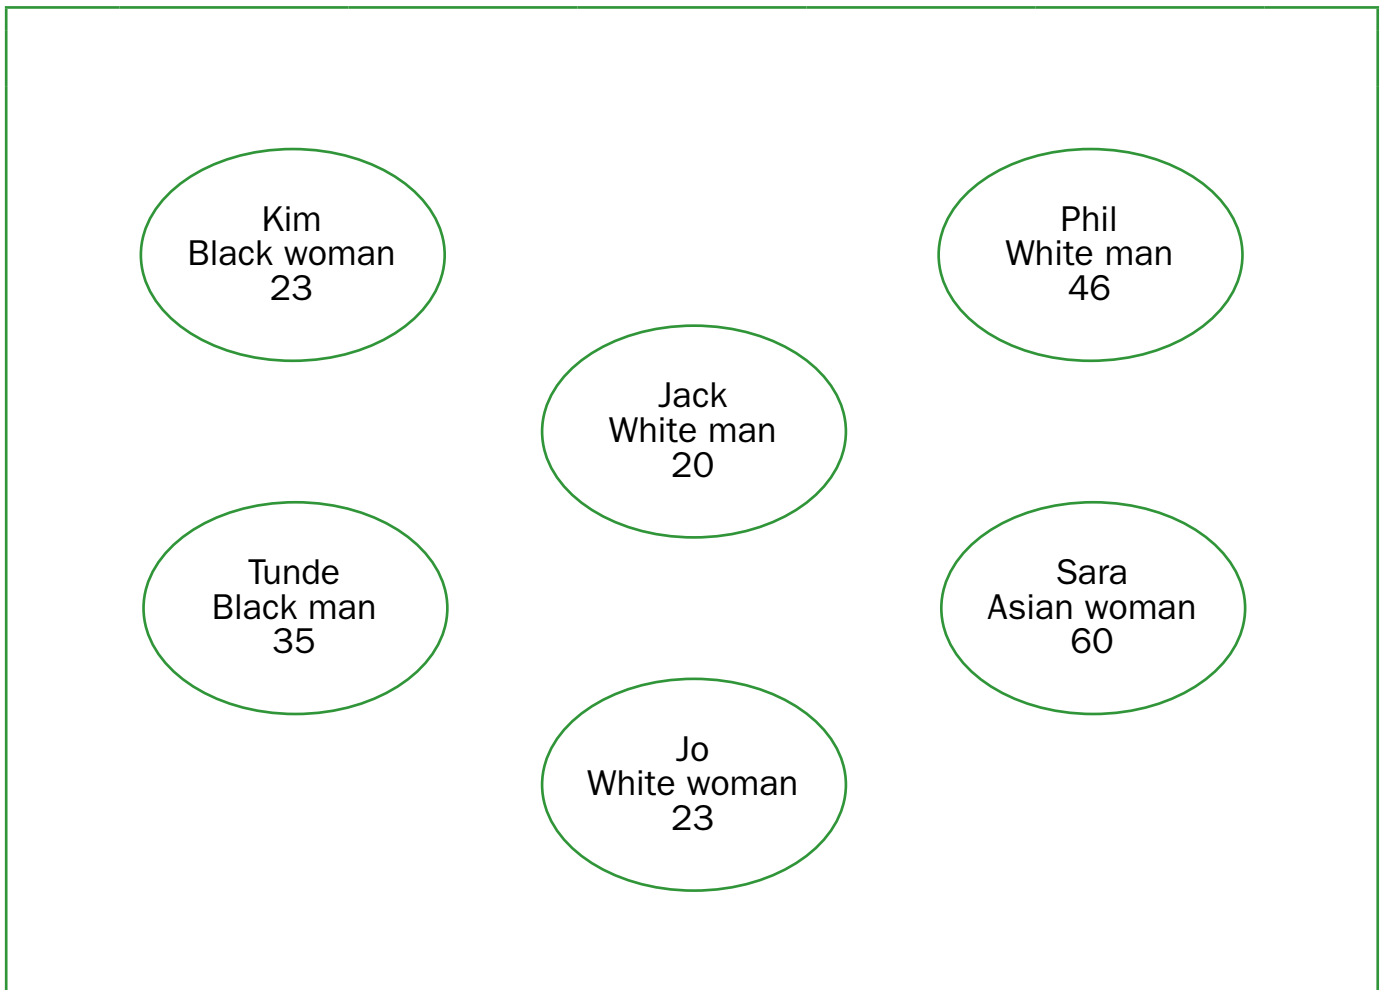 Kim
Black woman
23
Phil
White man
46
Jack
White man
20
Tunde
Black man
35
Sara
Asian woman
60
Jo
White woman
23